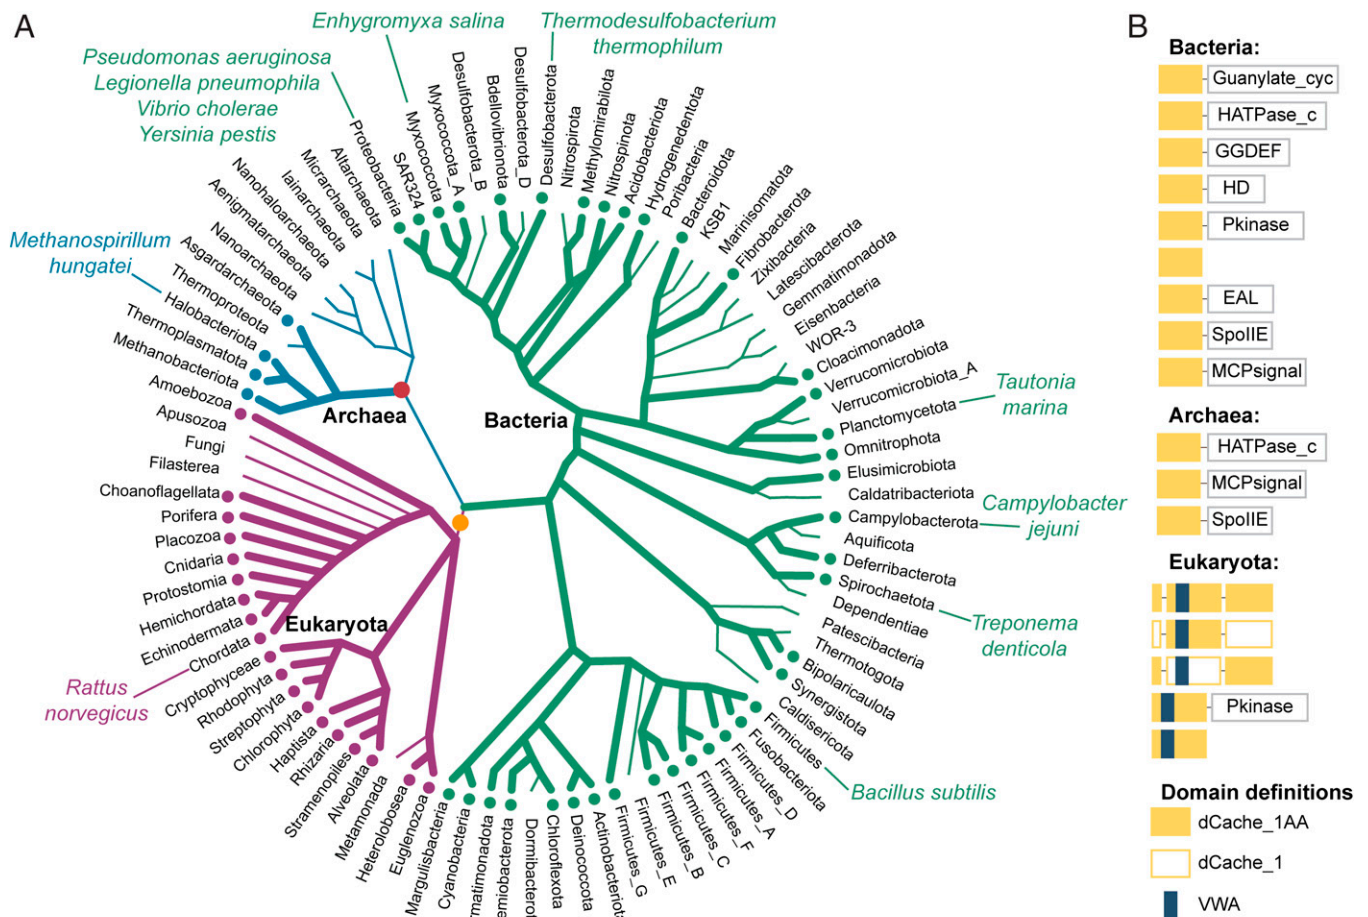 A
Enhygromyxa salina
Thermodesulfobacterium
thermophilum
Pseudomonas aeruginosa
Legionella pneumophila
Vibrio cholerae
Yersinia pestis
Methanospirillum
hungatei
Tautonia
marina
Campylobacter
jejuni
Treponema
denticola
Bacillus subtilis
Rattus
norvegicus
Archaea
Bacteria
Eukaryota
Proteobacteria
SAR324
Myxococcota
Myxococcota_A
Desulfobacterota_B
Bdellovibrionota
Desulfobacterota_D
Desulfobacterota
Nitrospirota
Methylomirabilota
Nitrospinota
Acidobacteriota
Hydrogenedentota
Poribacteria
Bacteroidota
KSB1
Marinisomatota
Fibrobacterota
Zixibacteria
Latescibacterota
Gemmatimonadota
Eisenbacteria
WOR-3
Cloacimonadota
Verrucomicrobiota
Verrucomicrobiota_A
Planctomycetota
Omnitrophota
Elusimicrobiota
Caldatribacteriota
Campylobacterota
Aquificota
Deferribacterota
Spirochaetota
Dependentiae
Patescibacteria
Thermotogota
Bipolaricaulota
Synergistota
Caldisericota
Fusobacteriota
Firmicutes
Firmicutes_D
Firmicutes_A
Firmicutes_F
Firmicutes_C
Firmicutes_B
Firmicutes_E
Firmicutes_G
Actinobacteriota
Deinococcota
Chloroflexota
Dormibacterot
eniobacterota
rmatimonadota
Cyanobacteria
Margulisbacteria
Euglenozoa
Heterolobosea
Metamonada
Alveolata
Stramenopiles
Rhizaria
Haptista
Chlorophyta
Streptophyta
Rhodophyta
Cryptophyceae
Chordata
Echinodermata
Hemichordata
Protostomia
Cnidaria
Placozoa
Porifera
Choanoflagellata
Filasterea
Fungi
Apusozoa
Amoebozoa
Methanobacteriota
Thermoplasmatota
Halobacteriota
Thermoproteota
Asgardarchaeota
Nanoarchaeota
Aenigmatarchaeota
Nanohaloarchaeota
Iainarchaeota
Micrarchaeota
Altarchaeota
B
Bacteria:
Guanylate_cyc
HATPase_c
GGDEF
HD
Pkinase
EAL
SpoIIE
MCPsignal
Archaea:
HATPase_c
MCPsignal
SpoIIE
Eukaryota:
Pkinase
Domain definitions
dCache_1AA
dCache_1
VWA